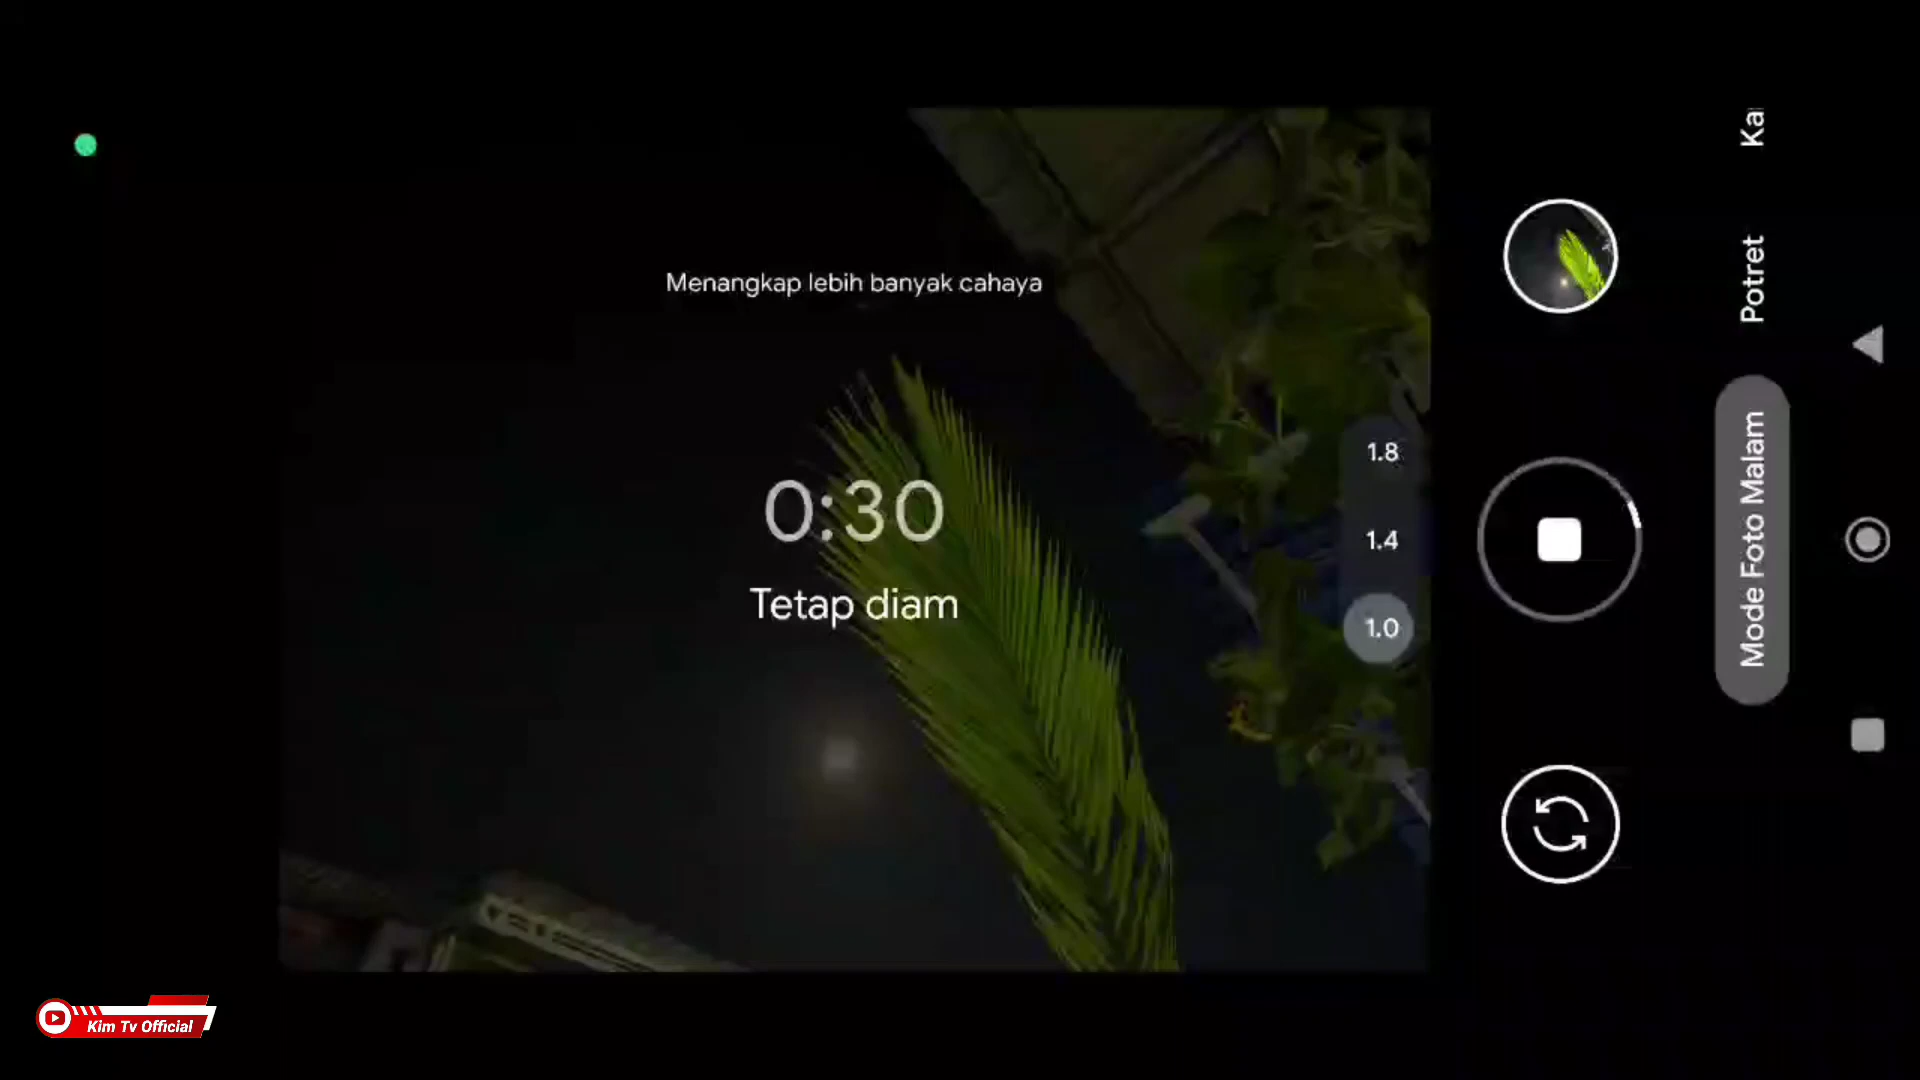 Menangkap lebih banyak cahaya
0:30
Tetap diam
1.8
1.4
1.0
Ka
Potret
Mode Foto Malam
Kim Tv Official